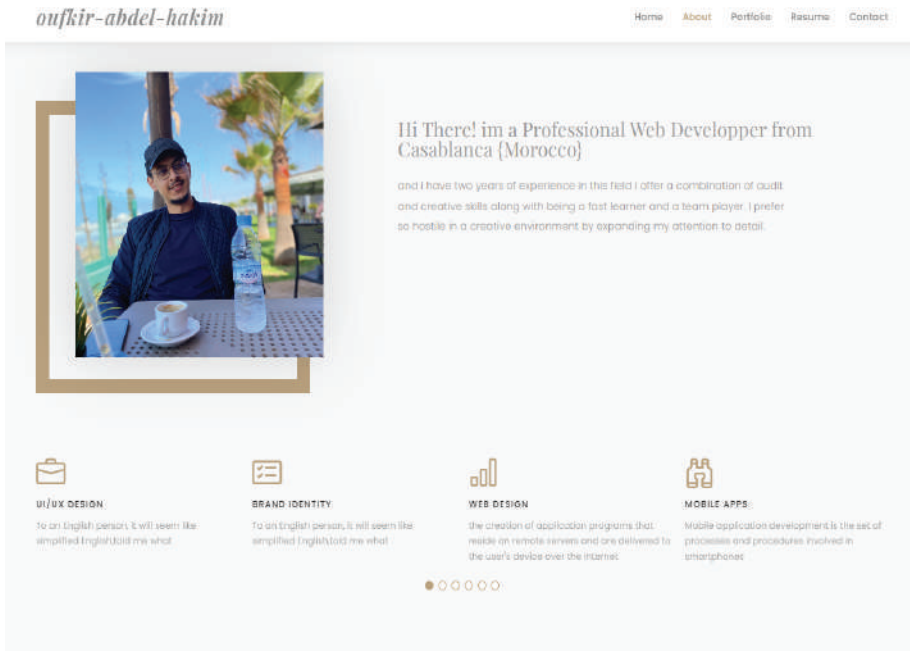 oufkir-abdel-hakim
Home About Portfolio Resume Contact
Hi There! im a Professional Web Developper from
Casablanca {Morocco}
and i have two years of experience in this field I offer a combination of audit
and creative skills along with being a fast learner and a team player. I prefer
so hostile in a creative environment by expanding my attention to detail.
UI/UX DESIGN
To an English person, it will seem like
simplified English,told me what
BRAND IDENTITY
To an English person, it will seem like
simplified English,told me what
WEB DESIGN
the creation of application programs that
reside on remote servers and are delivered to
the user's device over the Internet
MOBILE APPS
Mobile application development is the set of
processes and procedures involved in
smartphones